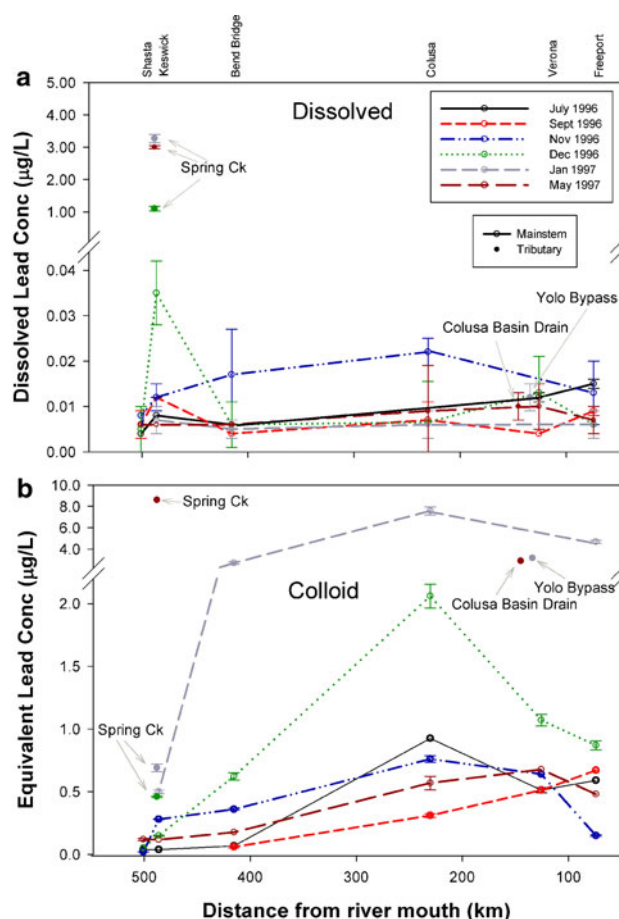 Shasta
Keswick
Bend Bridge
Colusa
Verona
Freeport
a
Dissolved Lead Conc (µg/L)
5.00
4.00
3.00
2.00
1.00
0.04
0.03
0.02
0.01
0.00
Dissolved
Spring Ck
July 1996
Sept 1996
Nov 1996
Dec 1996
Jan 1997
May 1997
Mainstem
Tributary
Yolo Bypass
Colusa Basin Drain
b
Equivalent Lead Conc (µg/L)
10.0
8.0
6.0
4.0
2.0
1.5
1.0
0.5
0.0
Spring Ck
Colloid
Yolo Bypass
Colusa Basin Drain
Spring Ck
500 400 300 200 100
Distance from river mouth (km)